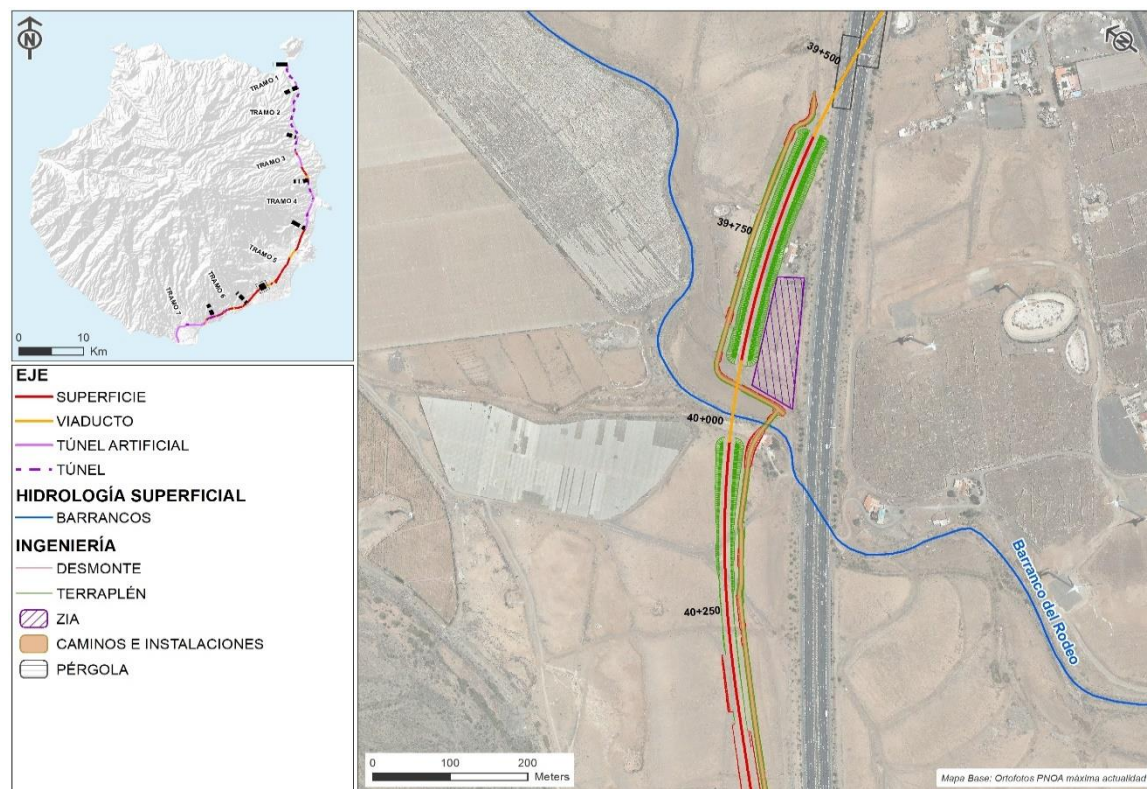 N
TRAMO 1
TRAMO 2
TRAMO 3
TRAMO 4
TRAMO 5
TRAMO 6
TRAMO 7
0 10
Km
EJE
SUPERFICIE
VIADUCTO
TÚNEL ARTIFICIAL
TÚNEL
HIDROLOGÍA SUPERFICIAL
BARRANCOS
INGENIERÍA
DESMONTE
TERRAPLÉN
ZIA
CAMINOS E INSTALACIONES
PÉRGOLA
N
39+500
39+750
40+000
40+250
Barranco del Rodeo
0 100 200
Meters
Mapa Base: Ortofotos PNOA máxima actualidad